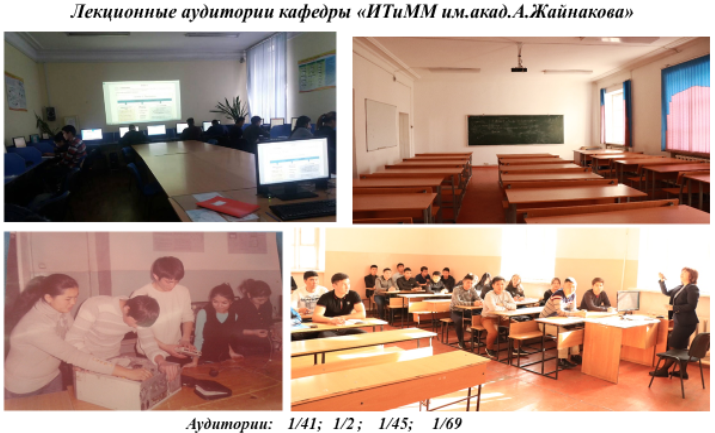 Лекционные аудитории кафедры «ИТиММ им.акад.А.Жайнакова»
Аудитории: 1/41; 1/2 ; 1/45; 1/69